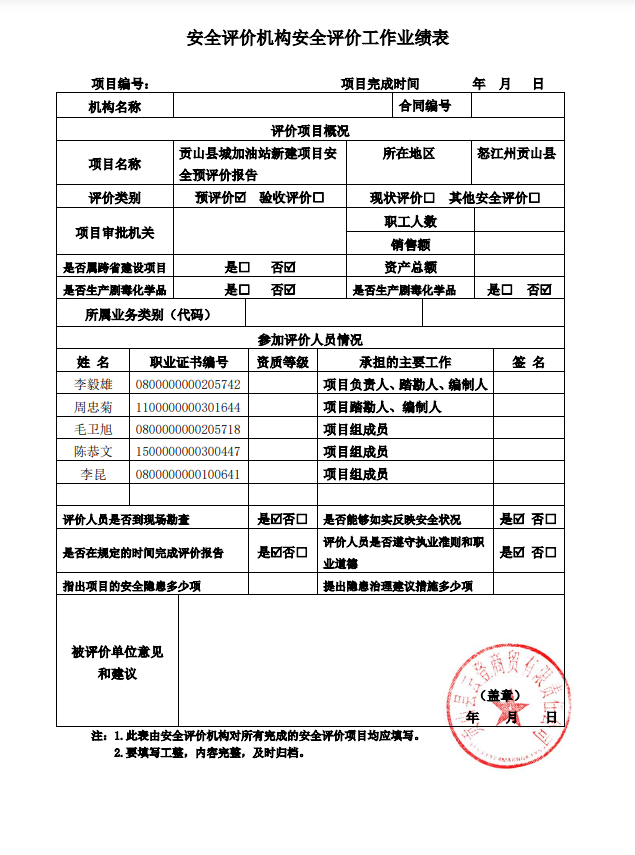 安全评价机构安全评价工作业绩表
项目编号: 项目完成时间 年 月 日
机构名称 合同编号
评价项目概况
项目名称 贡山县城加油站新建项目安全预评价报告 所在地区 怒江州贡山县
评价类别 预评价☑ 验收评价□ 现状评价□ 其他安全评价□
项目审批机关 职工人数
销售额
是否属跨省建设项目 是□ 否☑ 资产总额
是否生产剧毒化学品 是□ 否☑ 是否生产剧毒化学品 是□ 否☑
所属业务类别（代码）
参加评价人员情况
姓 名 职业证书编号 资质等级 承担的主要工作 签 名
李毅雄 0800000000205742 项目负责人、踏勘人、编制人
周忠菊 1100000000301644 项目踏勘人、编制人
毛卫旭 0800000000205718 项目组成员
陈恭文 1500000000300447 项目组成员
李昆 0800000000100641 项目组成员
评价人员是否到现场勘查 是☑否□ 是否能够如实反映安全状况 是☑ 否□
是否在规定的时间完成评价报告 是☑否□ 评价人员是否遵守执业准则和职业道德 是☑ 否□
指出项目的安全隐患多少项 提出隐患治理建议措施多少项
被评价单位意见
和建议
（盖章）
年 月 日
贡山县云登商贸有限责任公司
注：1.此表由安全评价机构对所有完成的安全评价项目均应填写。
2.要填写工整，内容完整，及时归档。